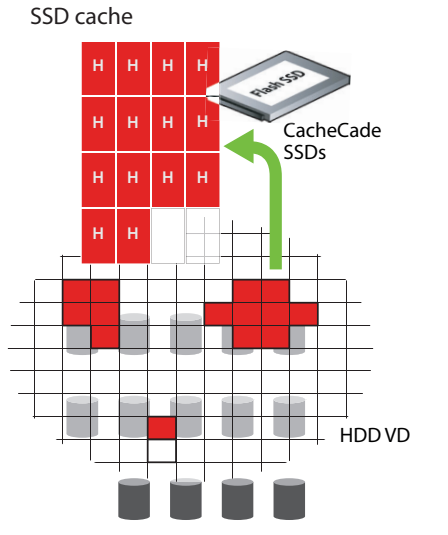 SSD cache
H H H H
Flash SSD
H H H H
CacheCade
SSDs
H H H H
H H
HDD VD